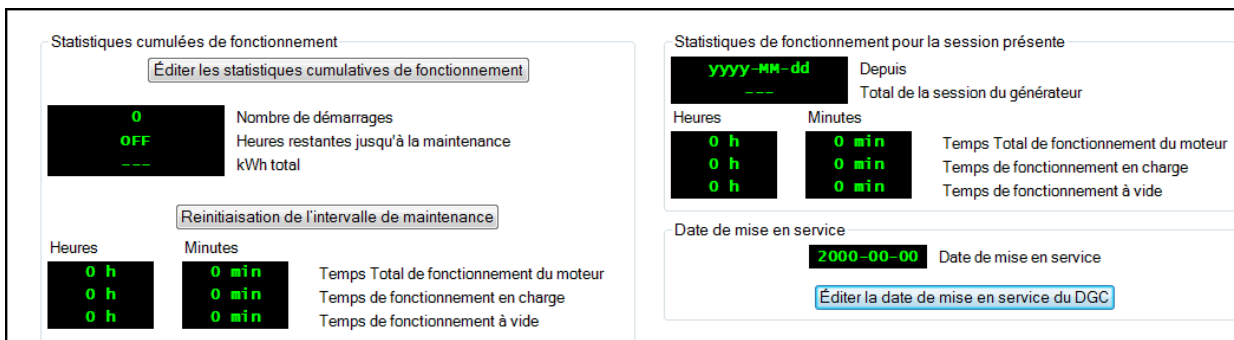 Statistiques cumulées de fonctionnement
Éditer les statistiques cumulatives de fonctionnement
0 Nombre de démarrages
OFF Heures restantes jusqu'à la maintenance
--- kWh total
Reinitiaisation de l'intervalle de maintenance
Heures Minutes
0 h 0 min Temps Total de fonctionnement du moteur
0 h 0 min Temps de fonctionnement en charge
0 h 0 min Temps de fonctionnement à vide
Statistiques de fonctionnement pour la session présente
yyyy-MM-dd Depuis
--- Total de la session du générateur
Heures Minutes
0 h 0 min Temps Total de fonctionnement du moteur
0 h 0 min Temps de fonctionnement en charge
0 h 0 min Temps de fonctionnement à vide
Date de mise en service
2000-00-00 Date de mise en service
Éditer la date de mise en service du DGC